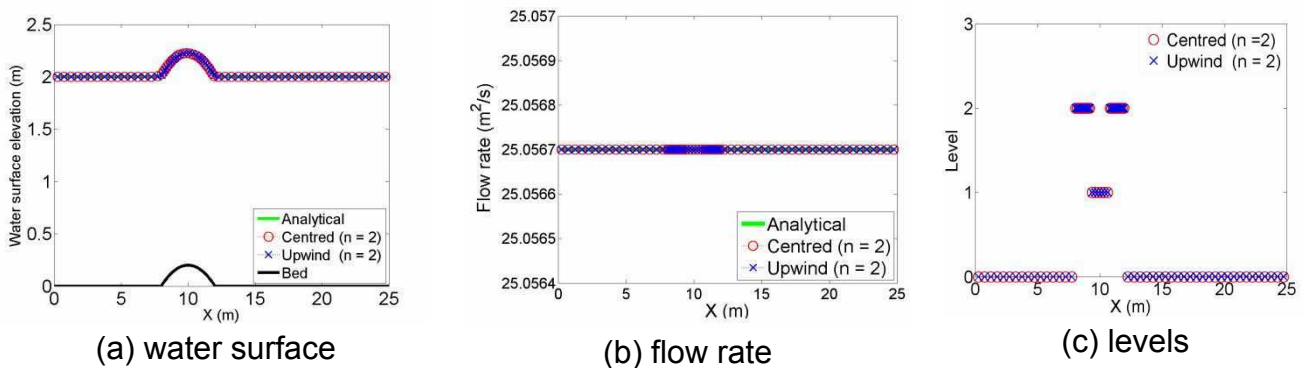 2.5
2
1.5
1
0.5
0
0 5 10 15 20 25
X (m)
Water surface elevation (m)
Analytical
Centred (n = 2)
Upwind (n = 2)
Bed
(a) water surface
25.057
25.0569
25.0568
25.0567
25.0566
25.0565
25.0564
0 5 10 15 20 25
X (m)
Flow rate (m²/s)
Analytical
Centred (n = 2)
Upwind (n = 2)
(b) flow rate
3
2
1
0
0 5 10 15 20 25
X (m)
Level
Centred (n =2)
Upwind (n = 2)
(c) levels